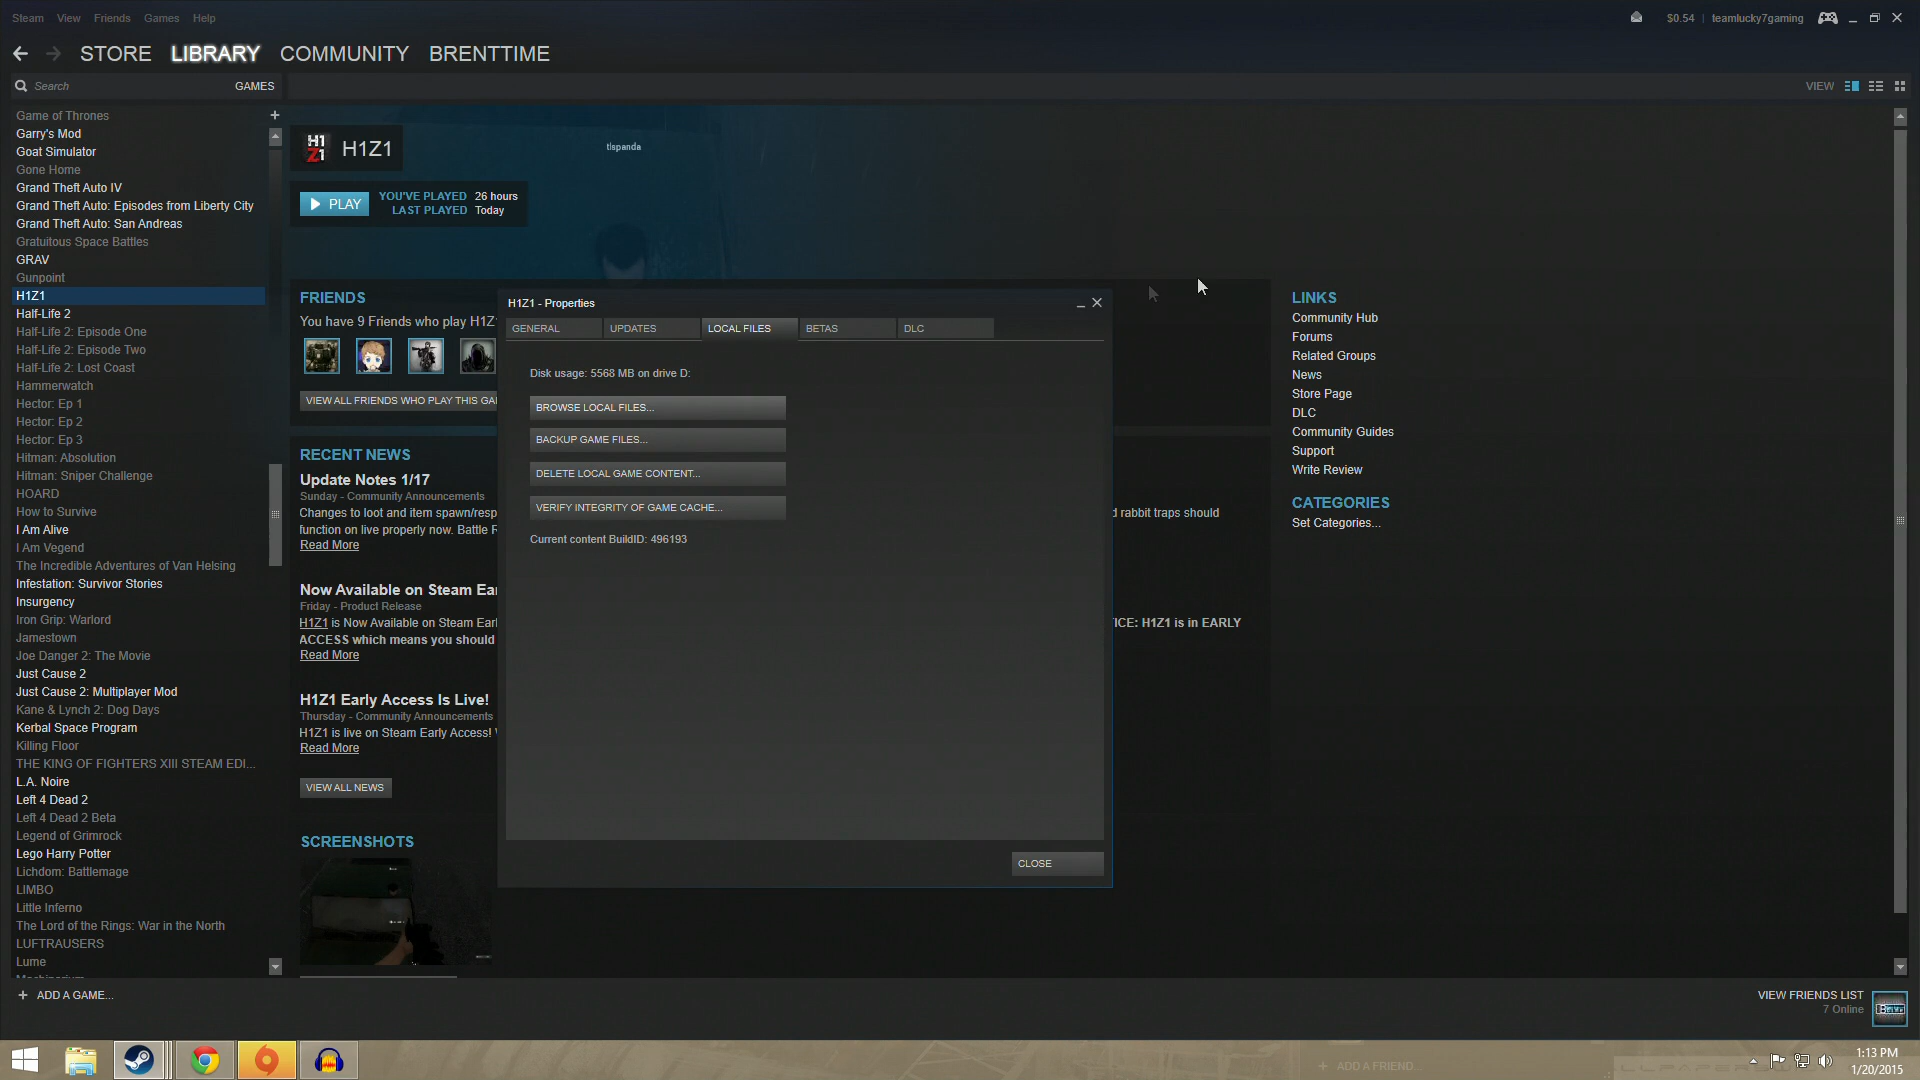 Steam View Friends Games Help
$0.54 | teamlucky7gaming
STORE LIBRARY COMMUNITY BRENTTIME
Search GAMES
VIEW
Game of Thrones
Garry's Mod
Goat Simulator
Gone Home
Grand Theft Auto IV
Grand Theft Auto: Episodes from Liberty City
Grand Theft Auto: San Andreas
Gratuitous Space Battles
GRAV
Gunpoint
H1Z1
Half-Life 2
Half-Life 2: Episode One
Half-Life 2: Episode Two
Half-Life 2: Lost Coast
Hammerwatch
Hector: Ep 1
Hector: Ep 2
Hector: Ep 3
Hitman: Absolution
Hitman: Sniper Challenge
HOARD
How to Survive
I Am Alive
I Am Vegend
The Incredible Adventures of Van Helsing
Infestation: Survivor Stories
Insurgency
Iron Grip: Warlord
Jamestown
Joe Danger 2: The Movie
Just Cause 2
Just Cause 2: Multiplayer Mod
Kane & Lynch 2: Dog Days
Kerbal Space Program
Killing Floor
THE KING OF FIGHTERS XIII STEAM EDI...
L.A. Noire
Left 4 Dead 2
Left 4 Dead 2 Beta
Legend of Grimrock
Lego Harry Potter
Lichdom: Battlemage
LIMBO
Little Inferno
The Lord of the Rings: War in the North
LUFTRAUSERS
Lume
+ ADD A GAME...
H1
Z1
H1Z1
tlspanda
PLAY
YOU'VE PLAYED 26 hours
LAST PLAYED Today
FRIENDS
You have 9 Friends who play H1Z
VIEW ALL FRIENDS WHO PLAY THIS GA
RECENT NEWS
Update Notes 1/17
Sunday - Community Announcements
Changes to loot and item spawn/resp
d rabbit traps should
function on live properly now. Battle R
Read More
Now Available on Steam Ea
Friday - Product Release
H1Z1 is Now Available on Steam Earl
ICE: H1Z1 is in EARLY
ACCESS which means you should
Read More
H1Z1 Early Access Is Live!
Thursday - Community Announcements
H1Z1 is live on Steam Early Access!
Read More
VIEW ALL NEWS
SCREENSHOTS
H1Z1 - Properties
GENERAL UPDATES LOCAL FILES BETAS DLC
Disk usage: 5568 MB on drive D:
BROWSE LOCAL FILES...
BACKUP GAME FILES...
DELETE LOCAL GAME CONTENT...
VERIFY INTEGRITY OF GAME CACHE...
Current content BuildID: 496193
CLOSE
LINKS
Community Hub
Forums
Related Groups
News
Store Page
DLC
Community Guides
Support
Write Review
CATEGORIES
Set Categories...
VIEW FRIENDS LIST
7 Online
+ ADD A FRIEND...
1:13 PM
1/20/2015